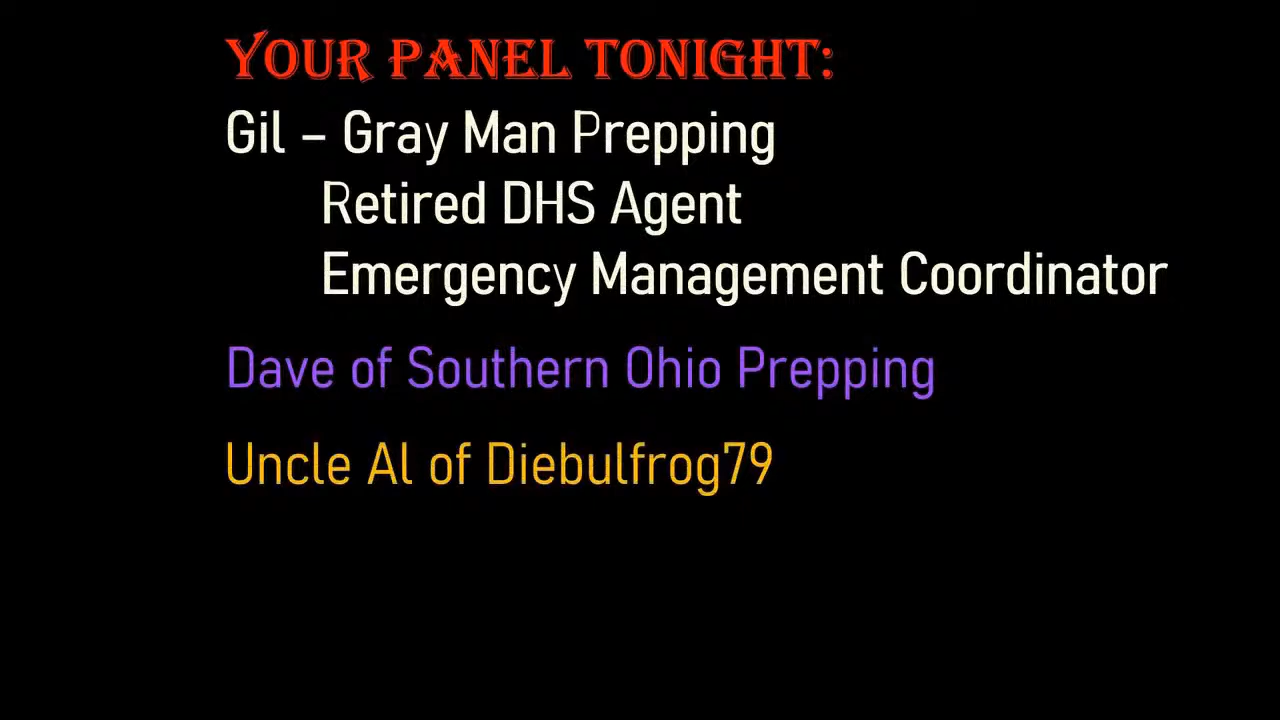 YOUR PANEL TONIGHT:
Gil – Gray Man Prepping
Retired DHS Agent
Emergency Management Coordinator
Dave of Southern Ohio Prepping
Uncle Al of Diebulfrog79